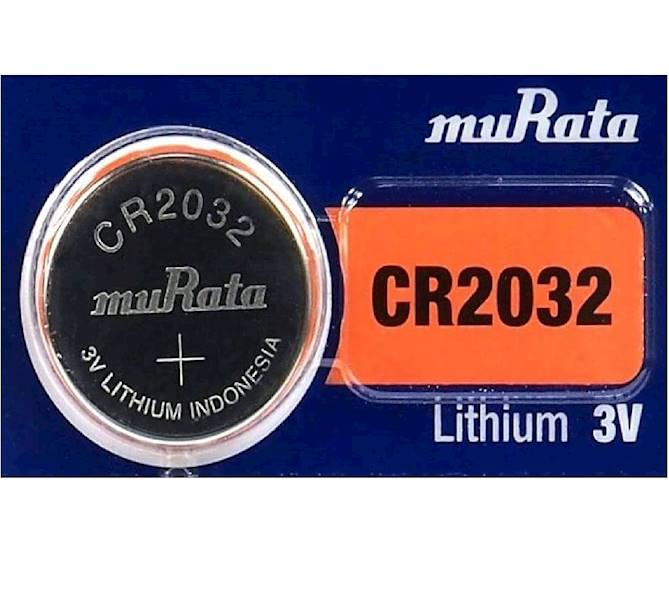 muRata
CR2032
muRata
+
3V LITHIUM INDONESIA
CR2032
Lithium 3V